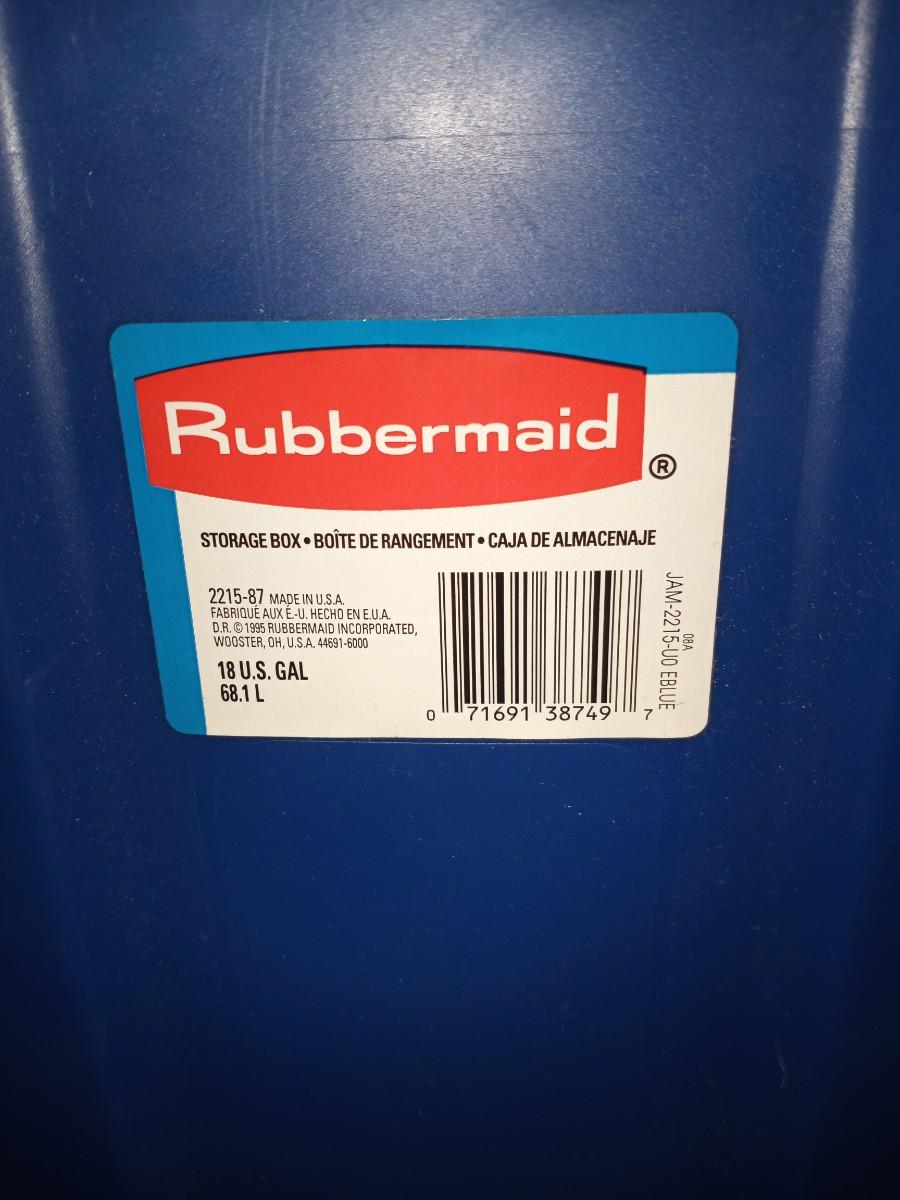 Rubbermaid
®
STORAGE BOX • BOÎTE DE RANGEMENT • CAJA DE ALMACENAJE
2215-87 MADE IN U.S.A.
FABRIQUÉ AUX É.-U. HECHO EN E.U.A.
D.R. © 1995 RUBBERMAID INCORPORATED,
WOOSTER, OH, U.S.A. 44691-6000
18 U.S. GAL
68.1 L
0 71691 38749 7
08A
JAM-2215-U0 EBLUE